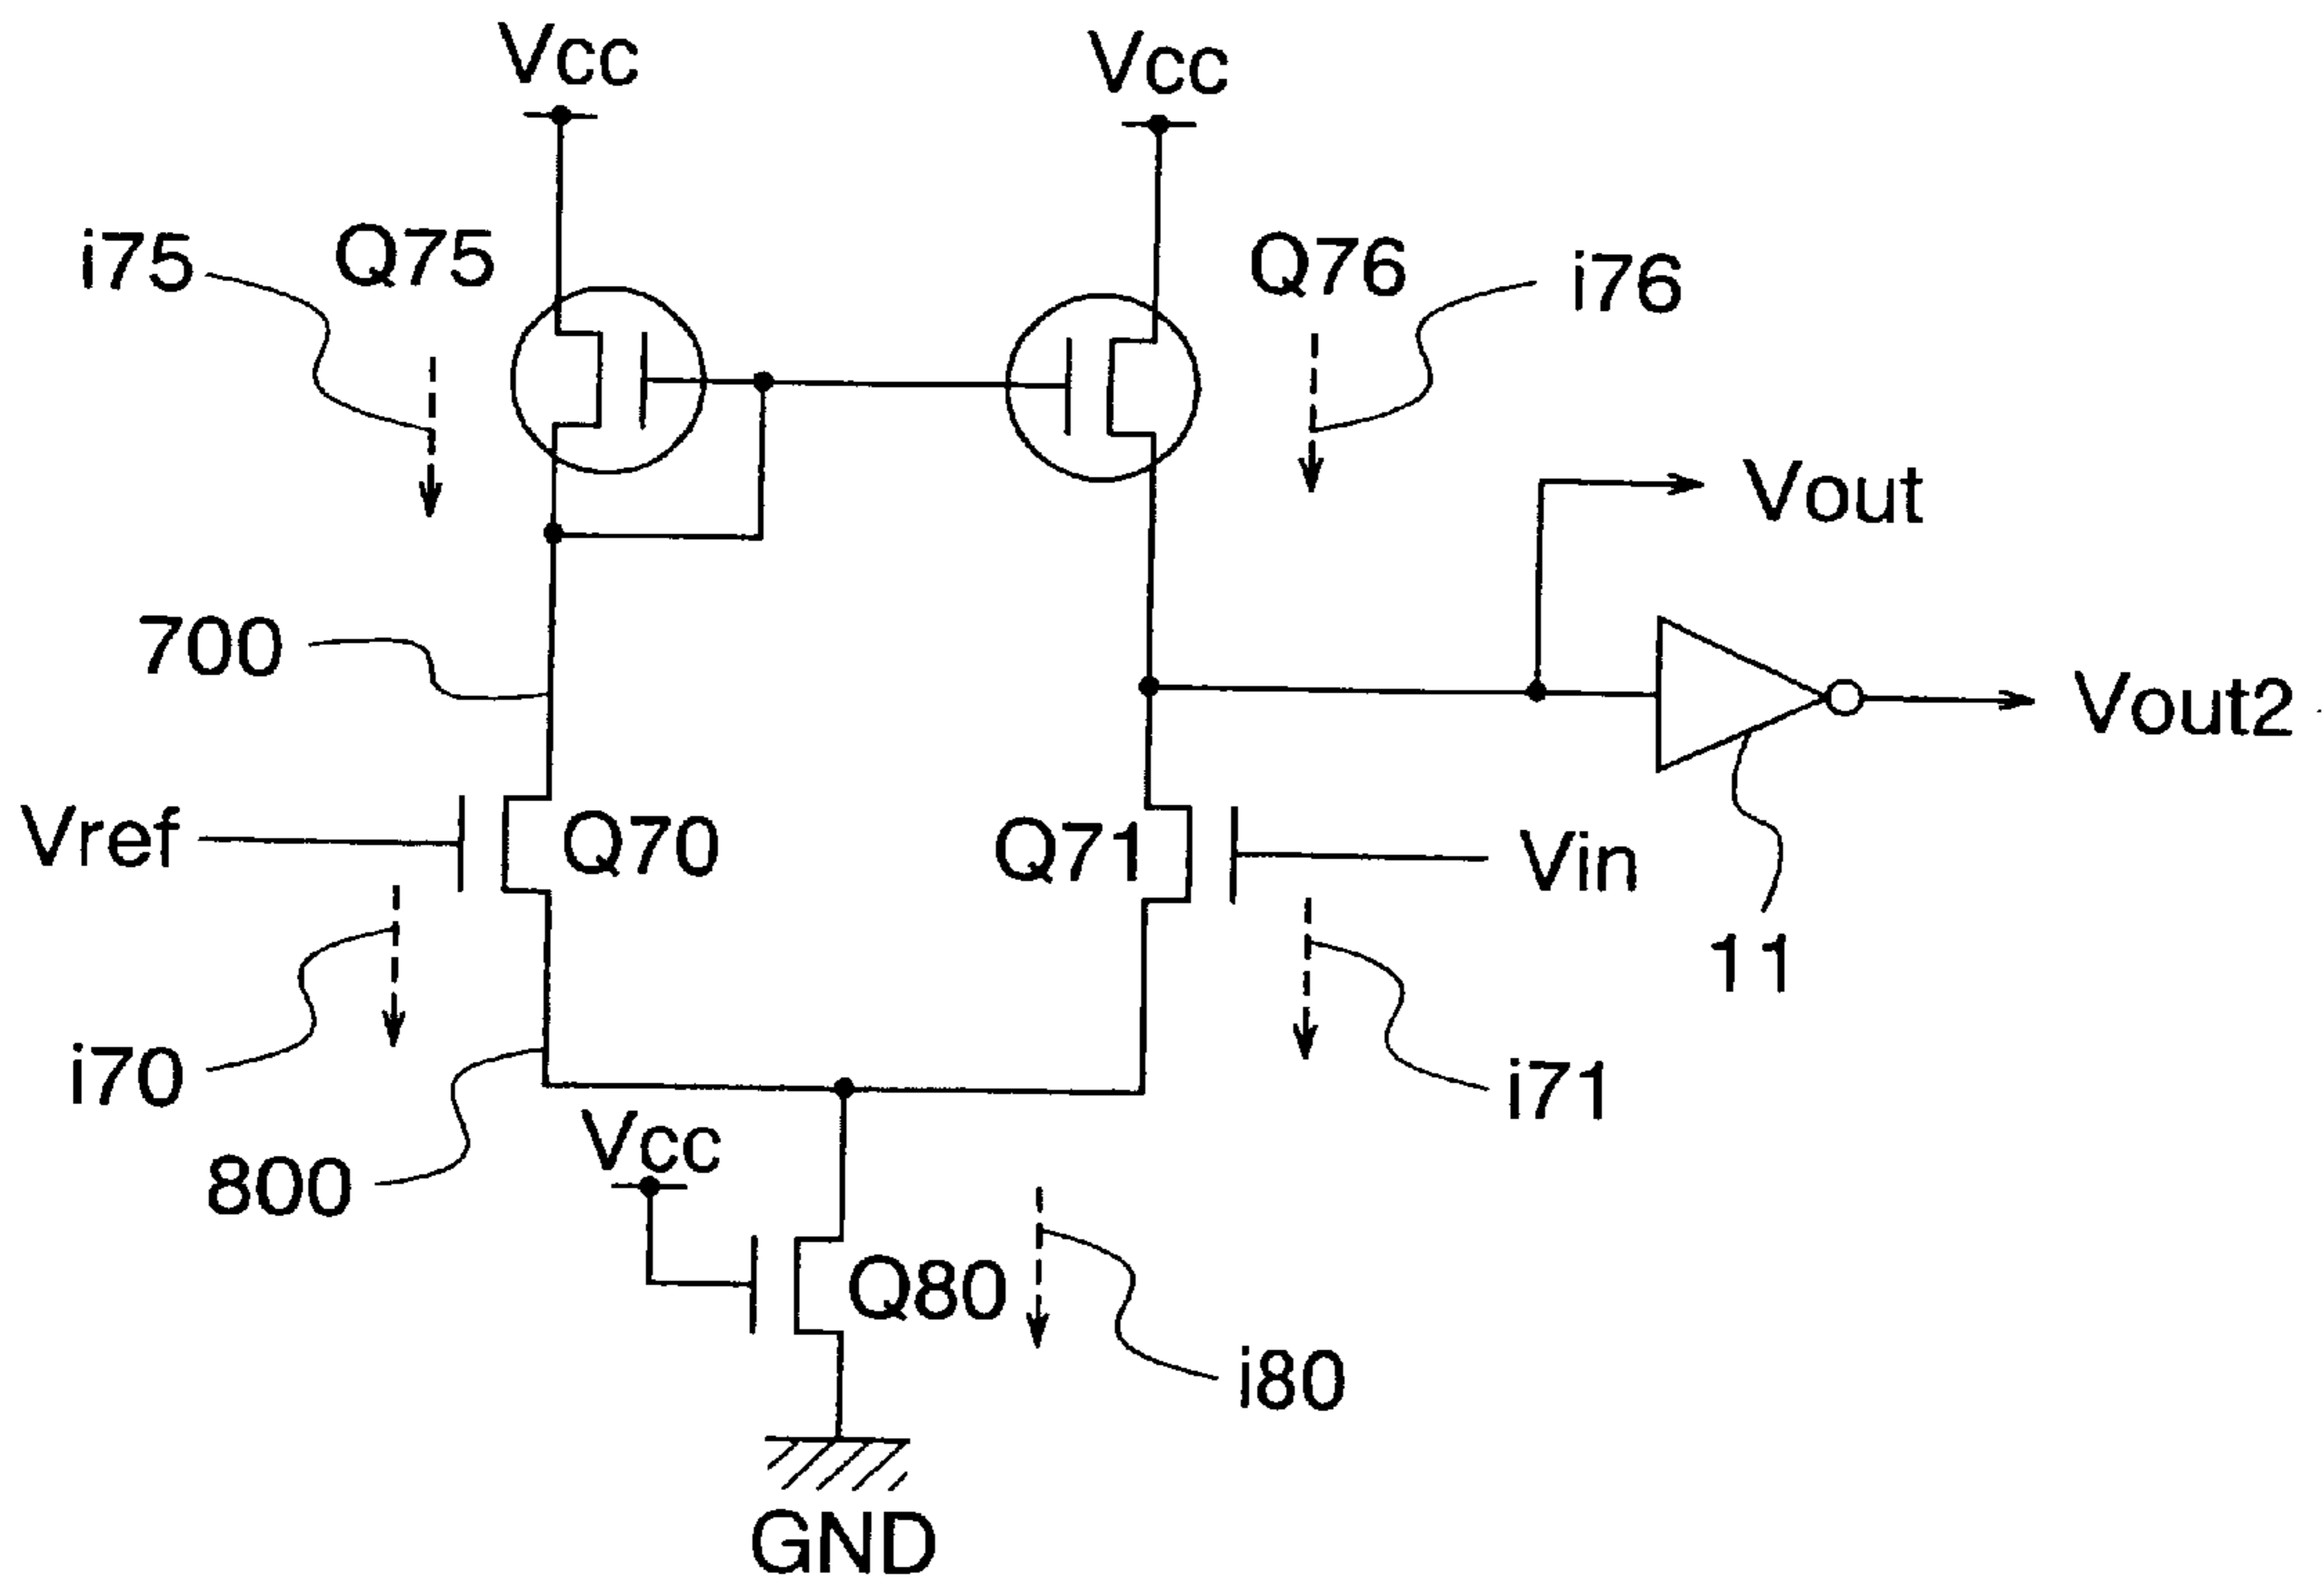 Vcc
Vcc
i75
Q75
Q76
i76
Vout
700
Vout2
Vref
Q70
Q71
Vin
11
i70
i71
Vcc
800
Q80
i80
GND